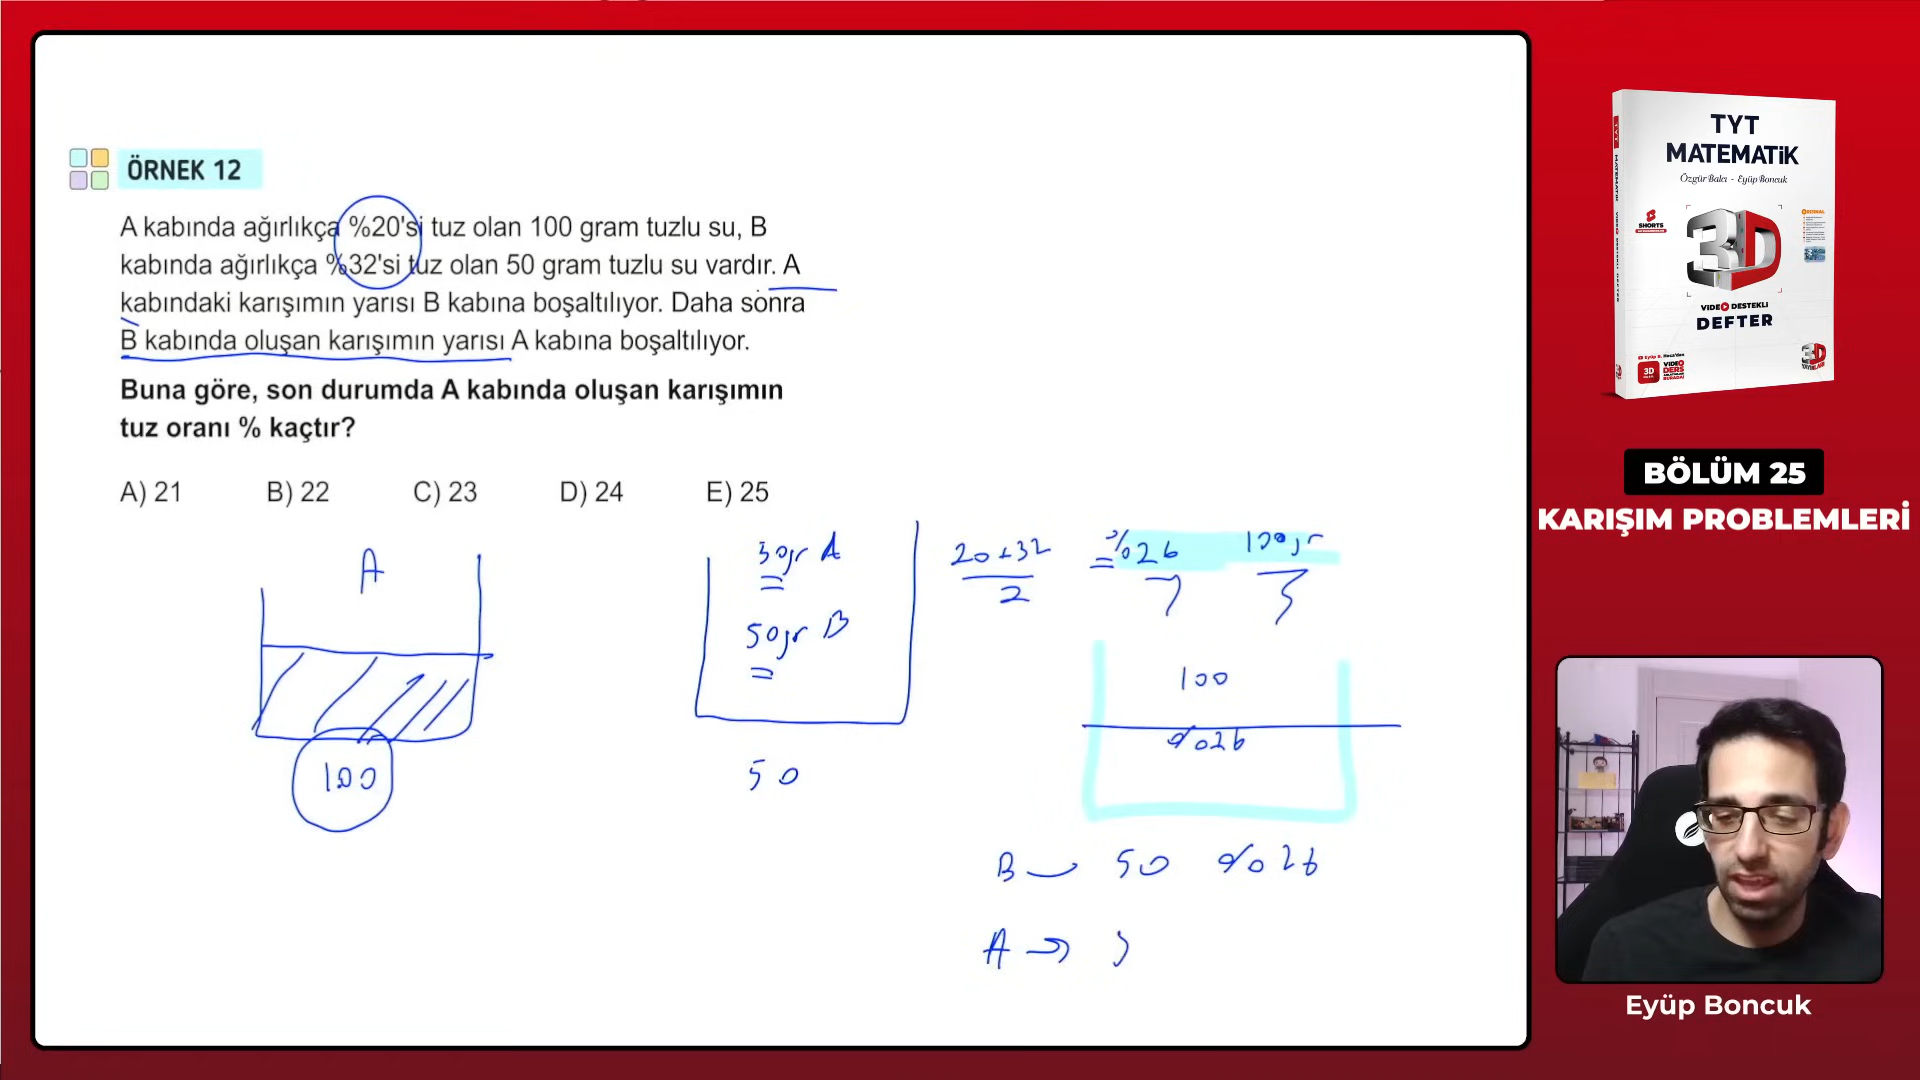 ÖRNEK 12
A kabında ağırlıkça %20'si tuz olan 100 gram tuzlu su, B
kabında ağırlıkça %32'si tuz olan 50 gram tuzlu su vardır. A
kabındaki karışımın yarısı B kabına boşaltılıyor. Daha sonra
B kabında oluşan karışımın yarısı A kabına boşaltılıyor.
Buna göre, son durumda A kabında oluşan karışımın
tuz oranı % kaçtır?
A) 21 B) 22 C) 23 D) 24 E) 25
A
100
50gr A
50gr B
50
20+32
2
= %26 100gr
100
%26
B 50 %26
A →
TYT
MATEMATİK
Özgür Balcı - Eyüp Boncuk
SHORTS
3D
VIDEO DESTEKLİ
DEFTER
BÖLÜM 25
KARIŞIM PROBLEMLERİ
Eyüp Boncuk